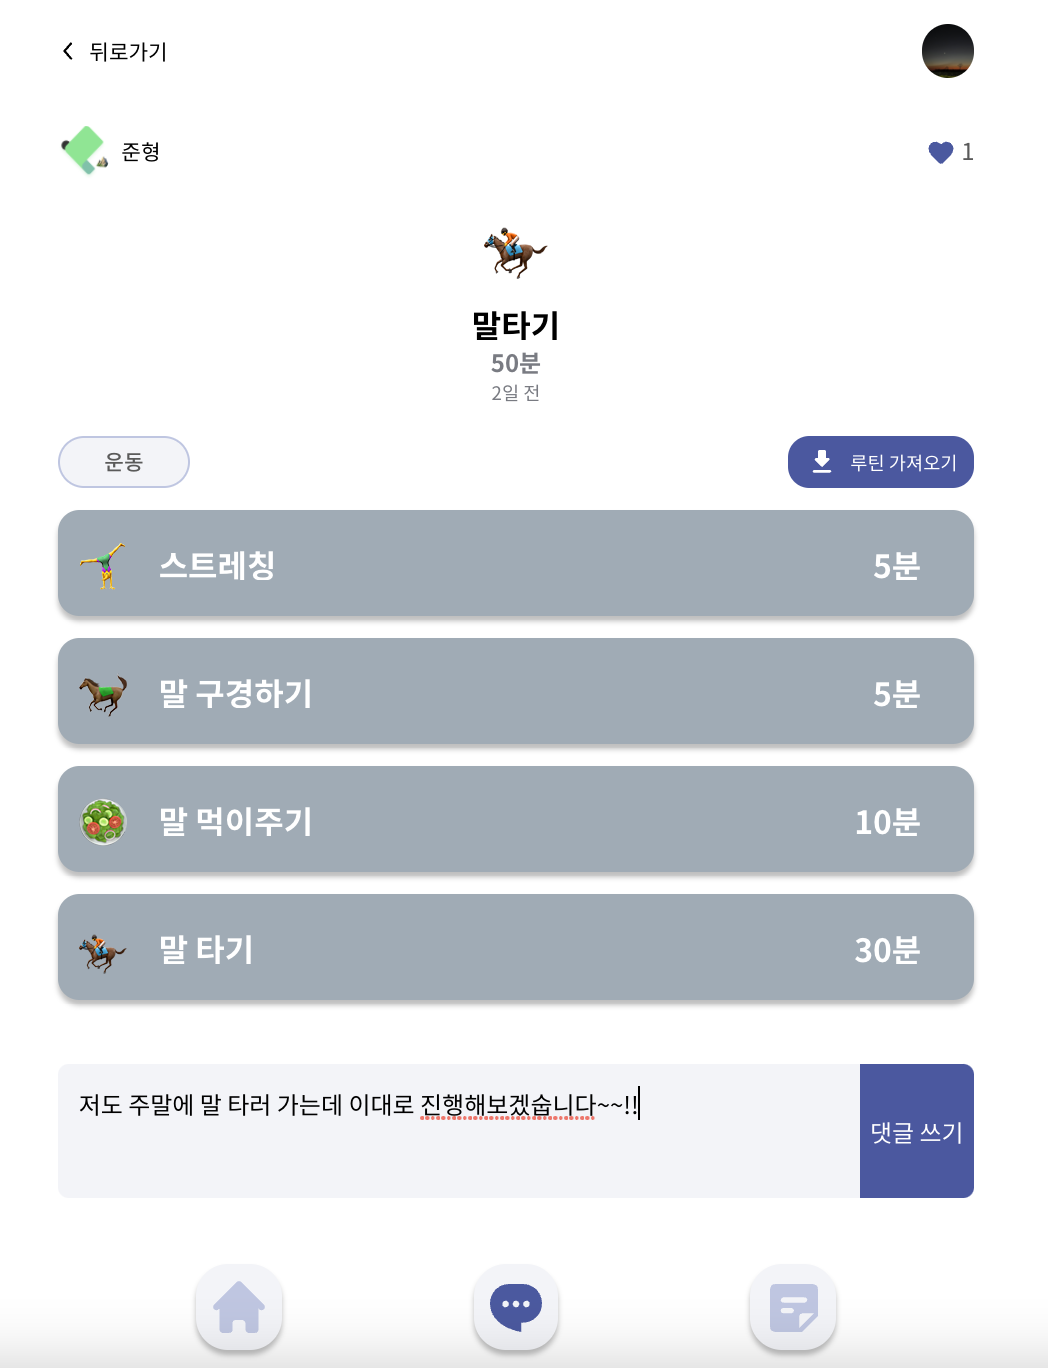 뒤로가기
준형
1
말타기
50분
2일 전
운동
루틴 가져오기
스트레칭
5분
말 구경하기
5분
말 먹이주기
10분
말 타기
30분
저도 주말에 말 타러 가는데 이대로 진행해보겠숩니다~~!!
댓글 쓰기